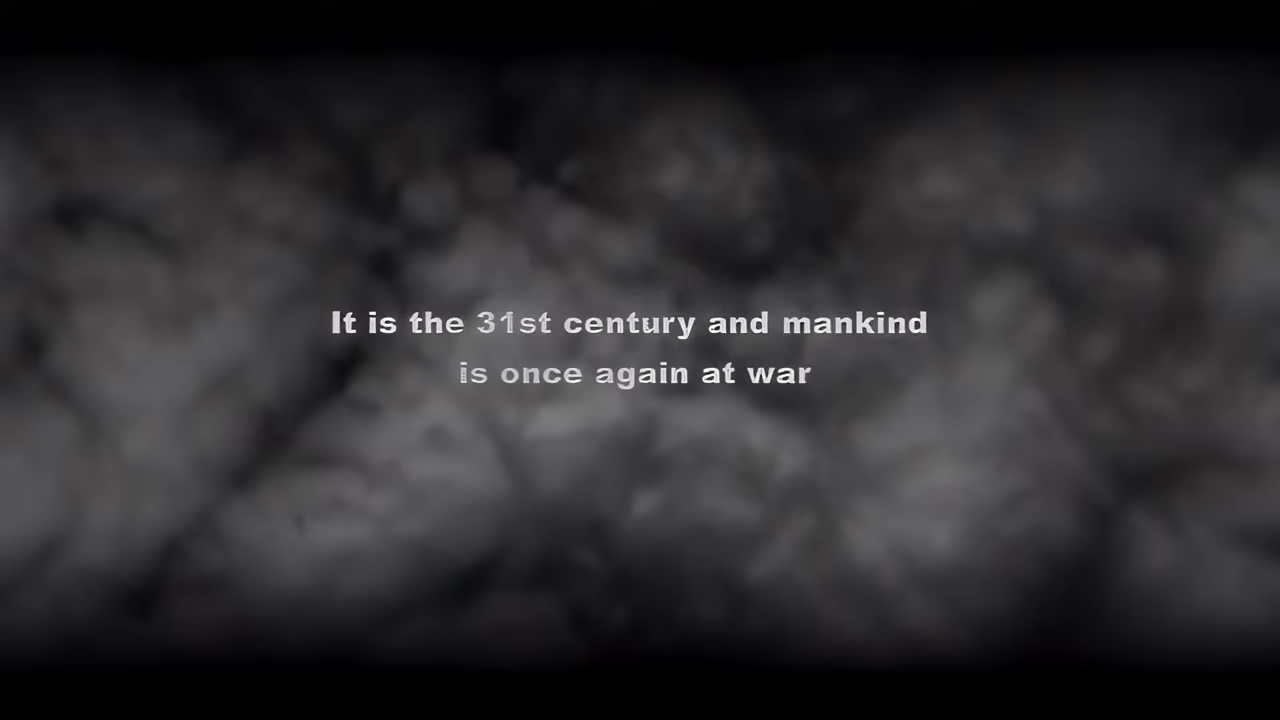 It is the 31st century and mankind
is once again at war